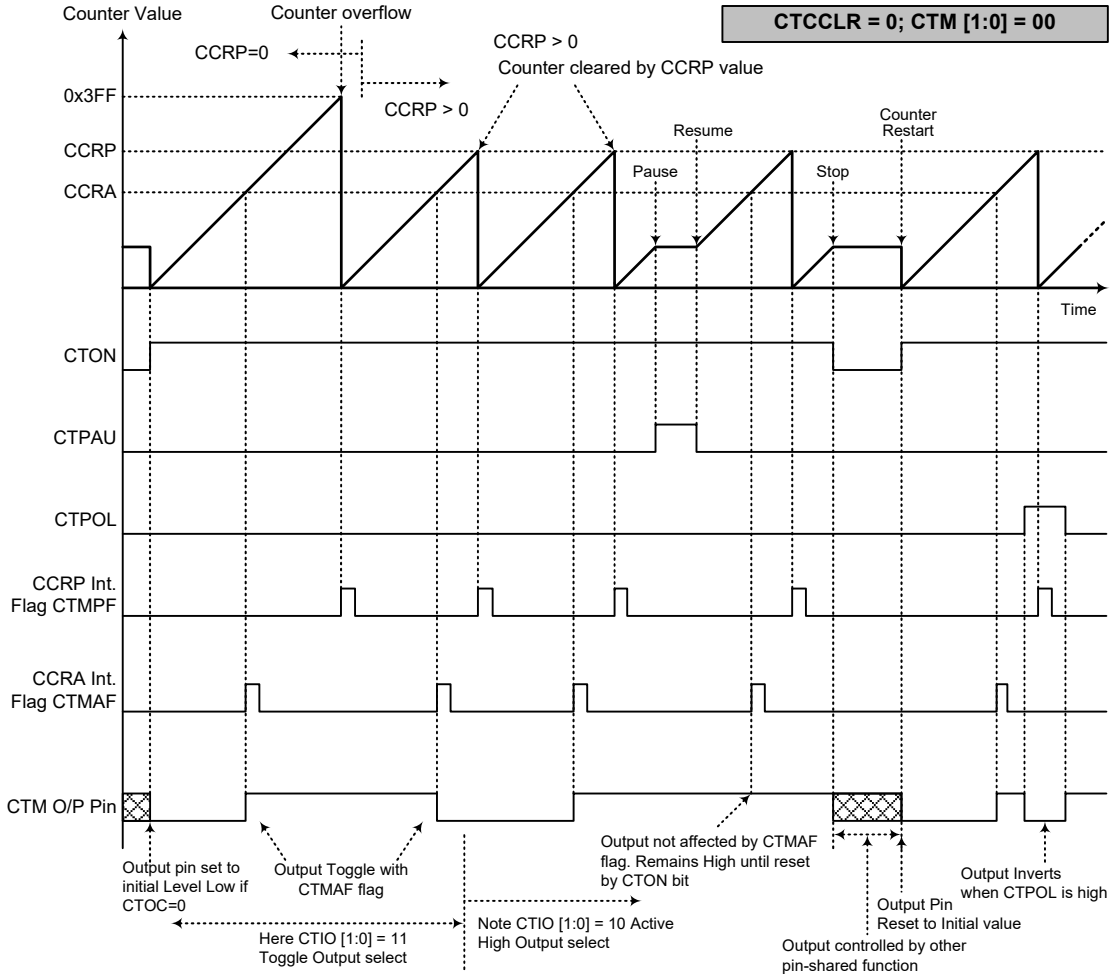 Counter Value
Counter overflow
CTCCLR = 0; CTM [1:0] = 00
CCRP=0
CCRP > 0
CCRP > 0
Counter cleared by CCRP value
0x3FF
CCRP
CCRA
Pause
Resume
Stop
Counter
Restart
Time
CTON
CTPAU
CTPOL
CCRP Int.
Flag CTMPF
CCRA Int.
Flag CTMAF
CTM O/P Pin
Output pin set to
initial Level Low if
CTOC=0
Output Toggle with
CTMAF flag
Output not affected by CTMAF
flag. Remains High until reset
by CTON bit
Output Inverts
when CTPOL is high
Output Pin
Reset to Initial value
Here CTIO [1:0] = 11
Toggle Output select
Note CTIO [1:0] = 10 Active
High Output select
Output controlled by other
pin-shared function